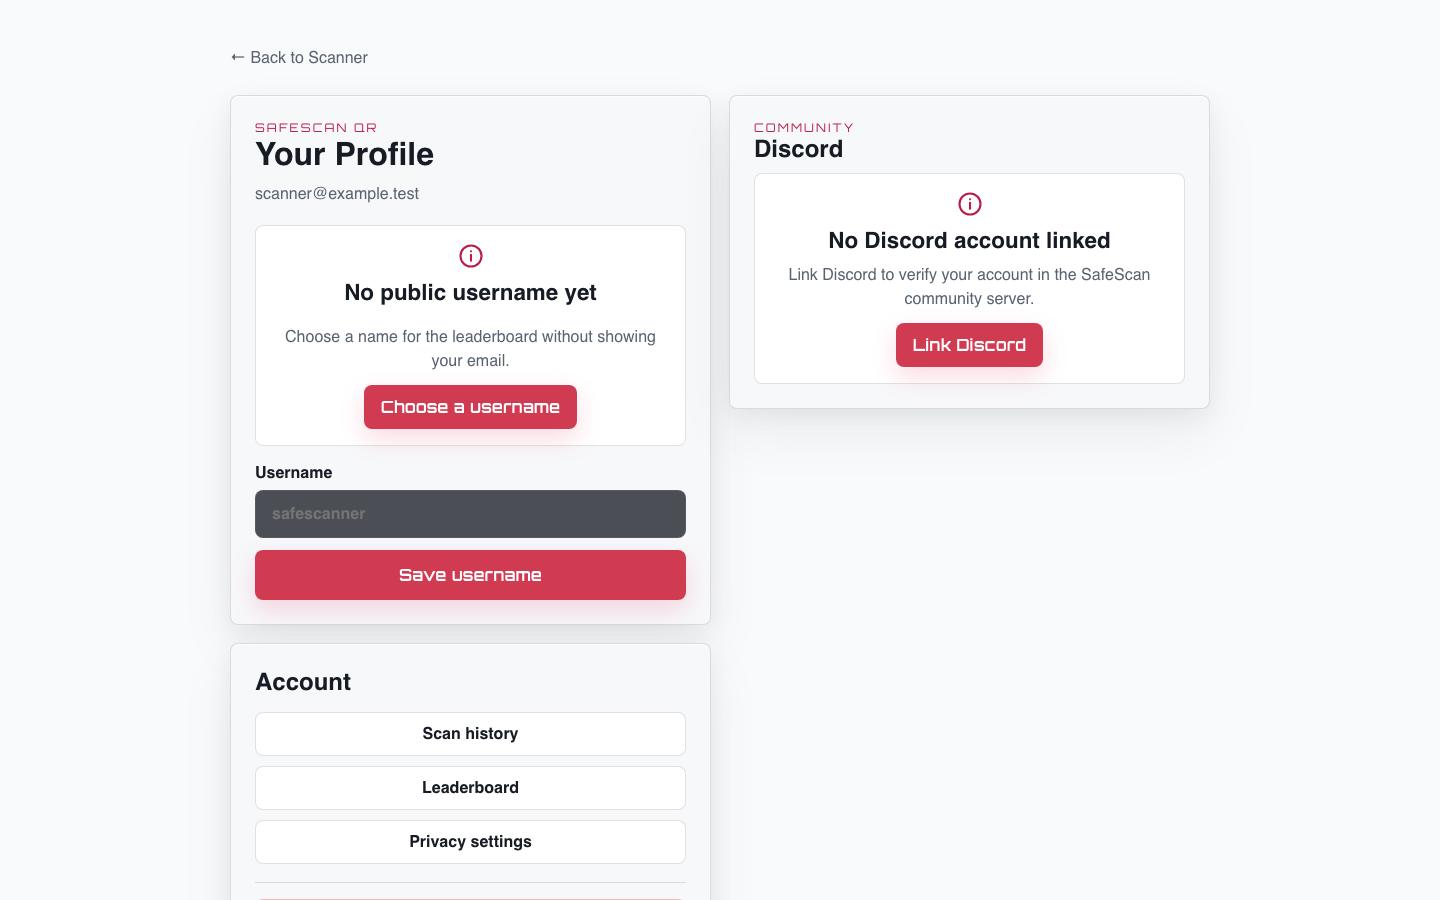 ← Back to Scanner
SAFESCAN QR
Your Profile
scanner@example.test
No public username yet
Choose a name for the leaderboard without showing
your email.
Choose a username
Username
safescanner
Save username
COMMUNITY
Discord
No Discord account linked
Link Discord to verify your account in the SafeScan
community server.
Link Discord
Account
Scan history
Leaderboard
Privacy settings